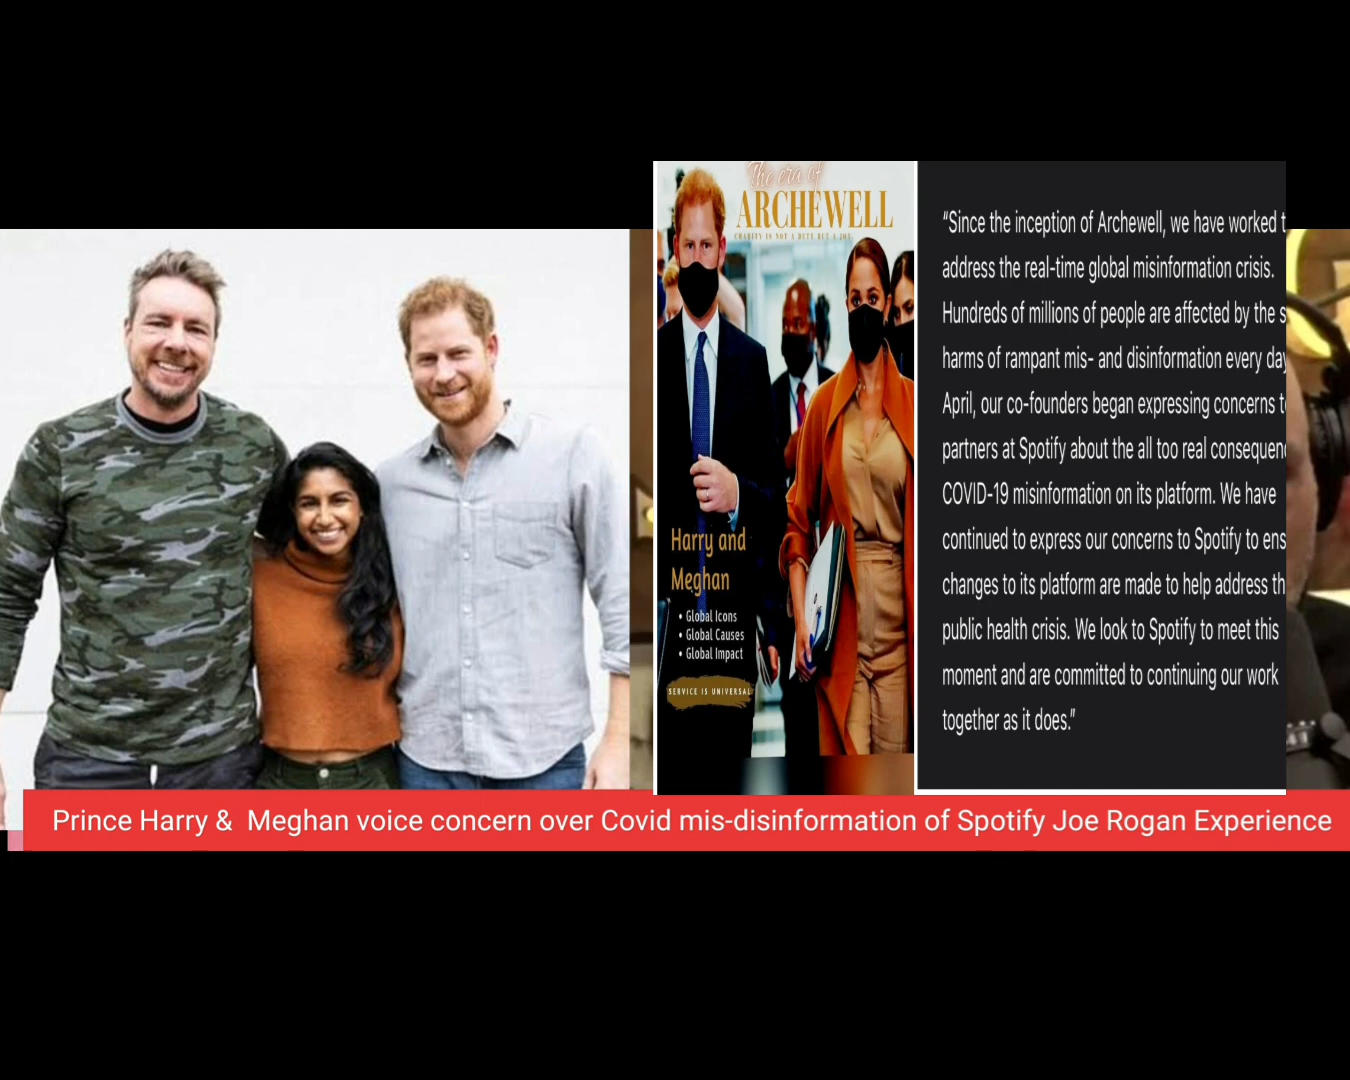 The era of
ARCHEWELL
CHARITY IS NOT A DUTY BUT A JOY
Harry and
Meghan
• Global Icons
• Global Causes
• Global Impact
SERVICE IS UNIVERSAL
“Since the inception of Archewell, we have worked t
address the real-time global misinformation crisis.
Hundreds of millions of people are affected by the s
harms of rampant mis- and disinformation every day
April, our co-founders began expressing concerns t
partners at Spotify about the all too real consequen
COVID-19 misinformation on its platform. We have
continued to express our concerns to Spotify to ens
changes to its platform are made to help address th
public health crisis. We look to Spotify to meet this
moment and are committed to continuing our work
together as it does.”
Prince Harry & Meghan voice concern over Covid mis-disinformation of Spotify Joe Rogan Experience